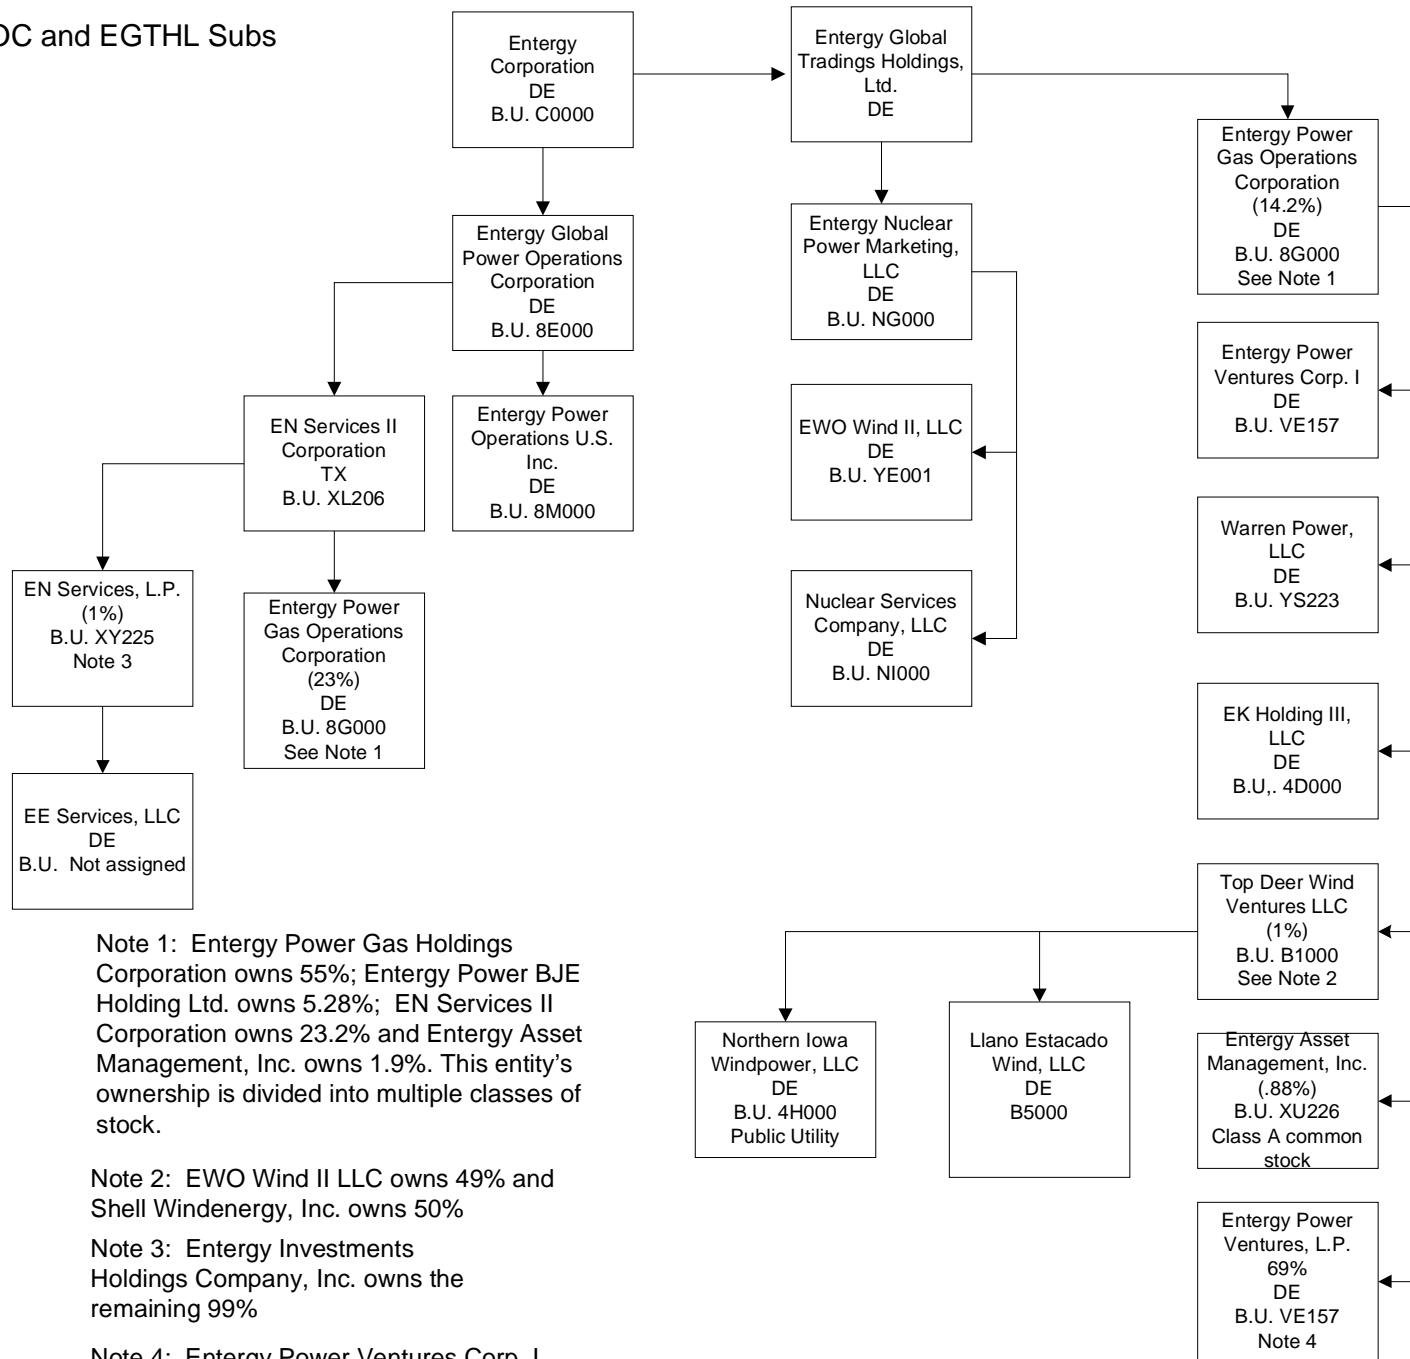 OC and EGTHL Subs
Entergy
Corporation
DE
B.U. C0000
Entergy Global
Tradings Holdings,
Ltd.
DE
Entergy Power
Gas Operations
Corporation
(14.2%)
DE
B.U. 8G000
See Note 1
Entergy Global
Power Operations
Corporation
DE
B.U. 8E000
Entergy Nuclear
Power Marketing,
LLC
DE
B.U. NG000
Entergy Power
Ventures Corp. I
DE
B.U. VE157
EN Services II
Corporation
TX
B.U. XL206
Entergy Power
Operations U.S.
Inc.
DE
B.U. 8M000
EWO Wind II, LLC
DE
B.U. YE001
Warren Power,
LLC
DE
B.U. YS223
EN Services, L.P.
(1%)
B.U. XY225
Note 3
Entergy Power
Gas Operations
Corporation
(23%)
DE
B.U. 8G000
See Note 1
Nuclear Services
Company, LLC
DE
B.U. NI000
EK Holding III,
LLC
DE
B.U,. 4D000
EE Services, LLC
DE
B.U. Not assigned
Top Deer Wind
Ventures LLC
(1%)
B.U. B1000
See Note 2
Northern Iowa
Windpower, LLC
DE
B.U. 4H000
Public Utility
Llano Estacado
Wind, LLC
DE
B5000
Entergy Asset
Management, Inc.
(.88%)
B.U. XU226
Class A common
stock
Entergy Power
Ventures, L.P.
69%
DE
B.U. VE157
Note 4
Note 1: Entergy Power Gas Holdings
Corporation owns 55%; Entergy Power BJE
Holding Ltd. owns 5.28%; EN Services II
Corporation owns 23.2% and Entergy Asset
Management, Inc. owns 1.9%. This entity's
ownership is divided into multiple classes of
stock.
Note 2: EWO Wind II LLC owns 49% and
Shell Windenergy, Inc. owns 50%
Note 3: Entergy Investments
Holdings Company, Inc. owns the
remaining 99%
Note 4: Entergy Power Ventures Corp. I